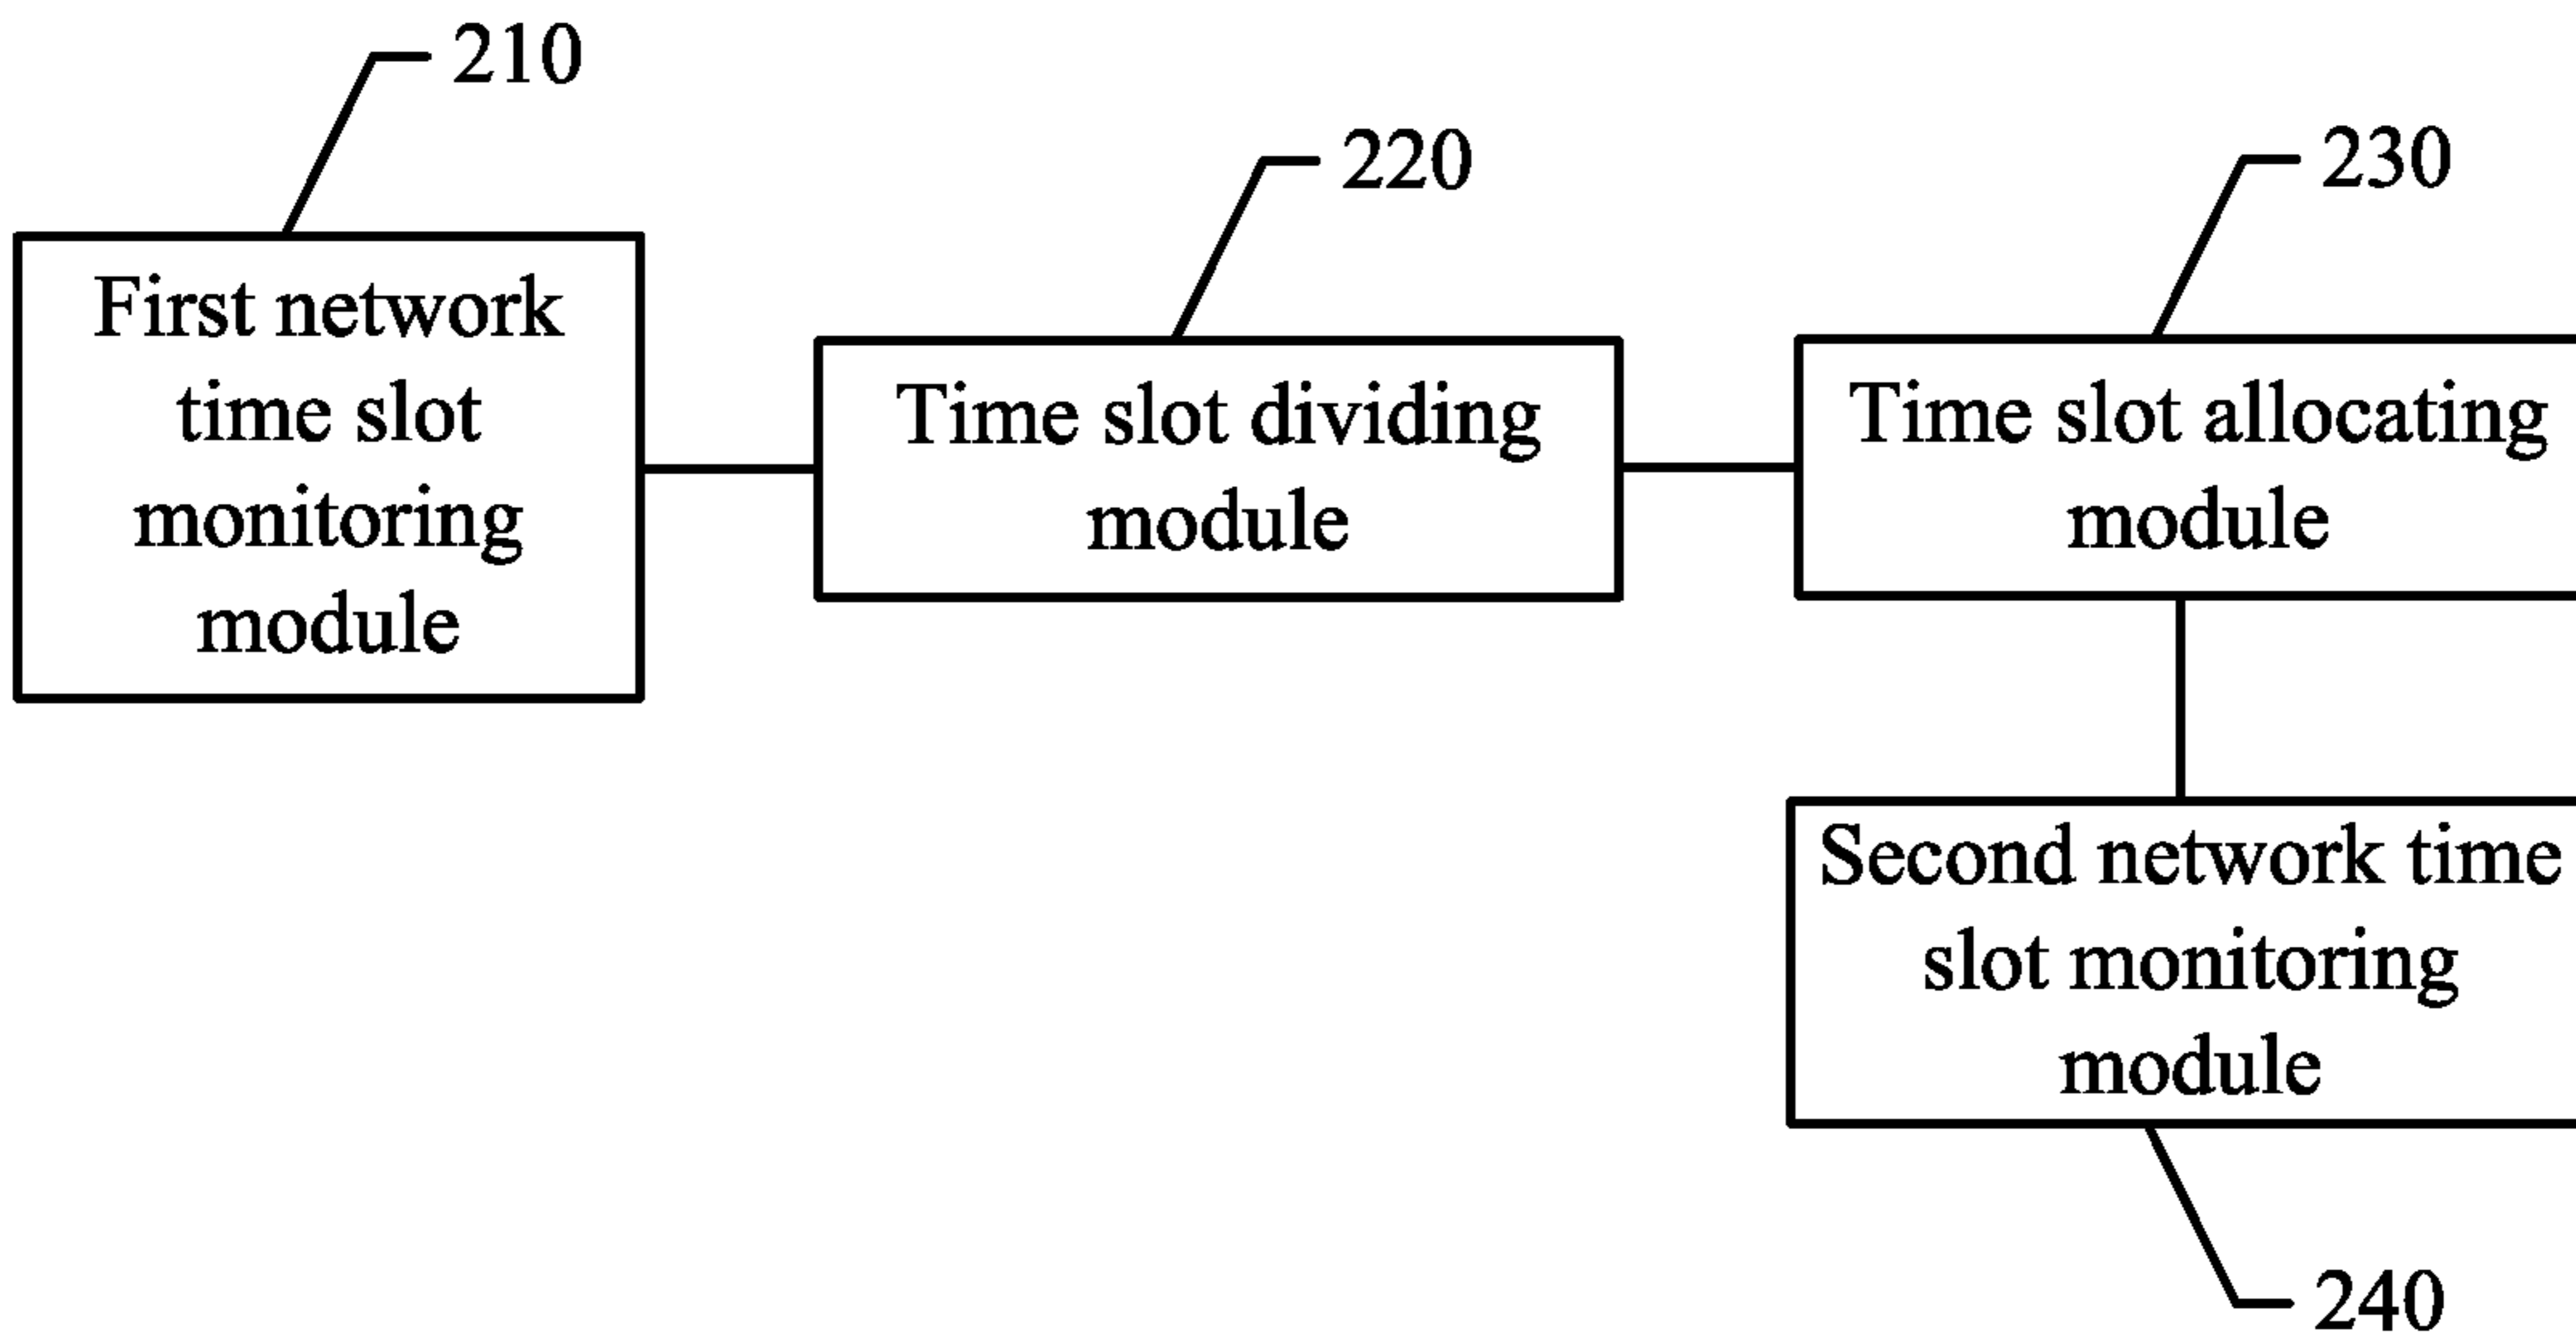 210
220
230
First network
time slot
monitoring
module
Time slot dividing
module
Time slot allocating
module
Second network time
slot monitoring
module
240